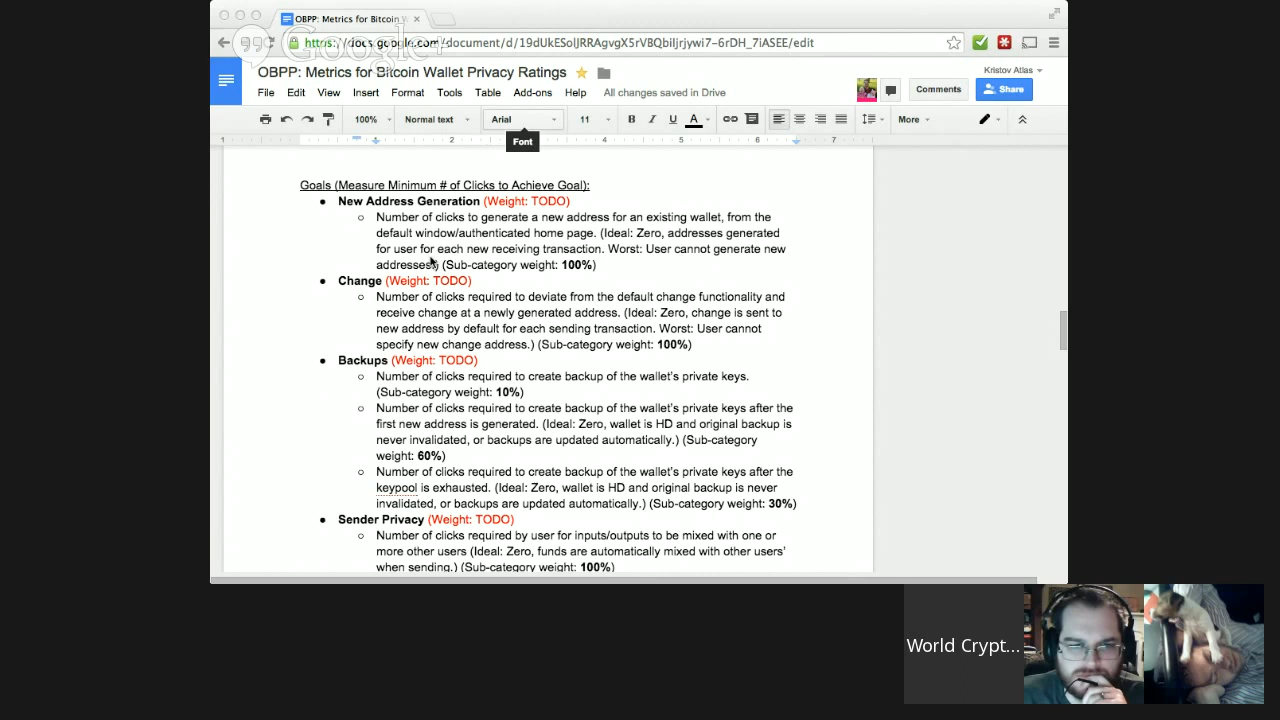 OBPP: Metrics for Bitcoin W
Google+
https://docs.google.com/document/d/19dUkESolJRRAgvgX5rVBQbiIjrjywi7-6rDH_7iASEE/edit
OBPP: Metrics for Bitcoin Wallet Privacy Ratings
Kristov Atlas
File Edit View Insert Format Tools Table Add-ons Help All changes saved in Drive
Comments
Share
100% Normal text Arial 11 B I U A More
Font
1 2 4 5 6 7
Goals (Measure Minimum # of Clicks to Achieve Goal):
● New Address Generation (Weight: TODO)
○ Number of clicks to generate a new address for an existing wallet, from the
default window/authenticated home page. (Ideal: Zero, addresses generated
for user for each new receiving transaction. Worst: User cannot generate new
addresses) (Sub-category weight: 100%)
● Change (Weight: TODO)
○ Number of clicks required to deviate from the default change functionality and
receive change at a newly generated address. (Ideal: Zero, change is sent to
new address by default for each sending transaction. Worst: User cannot
specify new change address.) (Sub-category weight: 100%)
● Backups (Weight: TODO)
○ Number of clicks required to create backup of the wallet's private keys.
(Sub-category weight: 10%)
○ Number of clicks required to create backup of the wallet's private keys after the
first new address is generated. (Ideal: Zero, wallet is HD and original backup is
never invalidated, or backups are updated automatically.) (Sub-category
weight: 60%)
○ Number of clicks required to create backup of the wallet's private keys after the
keypool is exhausted. (Ideal: Zero, wallet is HD and original backup is never
invalidated, or backups are updated automatically.) (Sub-category weight: 30%)
● Sender Privacy (Weight: TODO)
○ Number of clicks required by user for inputs/outputs to be mixed with one or
more other users (Ideal: Zero, funds are automatically mixed with other users'
when sending.) (Sub-category weight: 100%)
World Crypt...